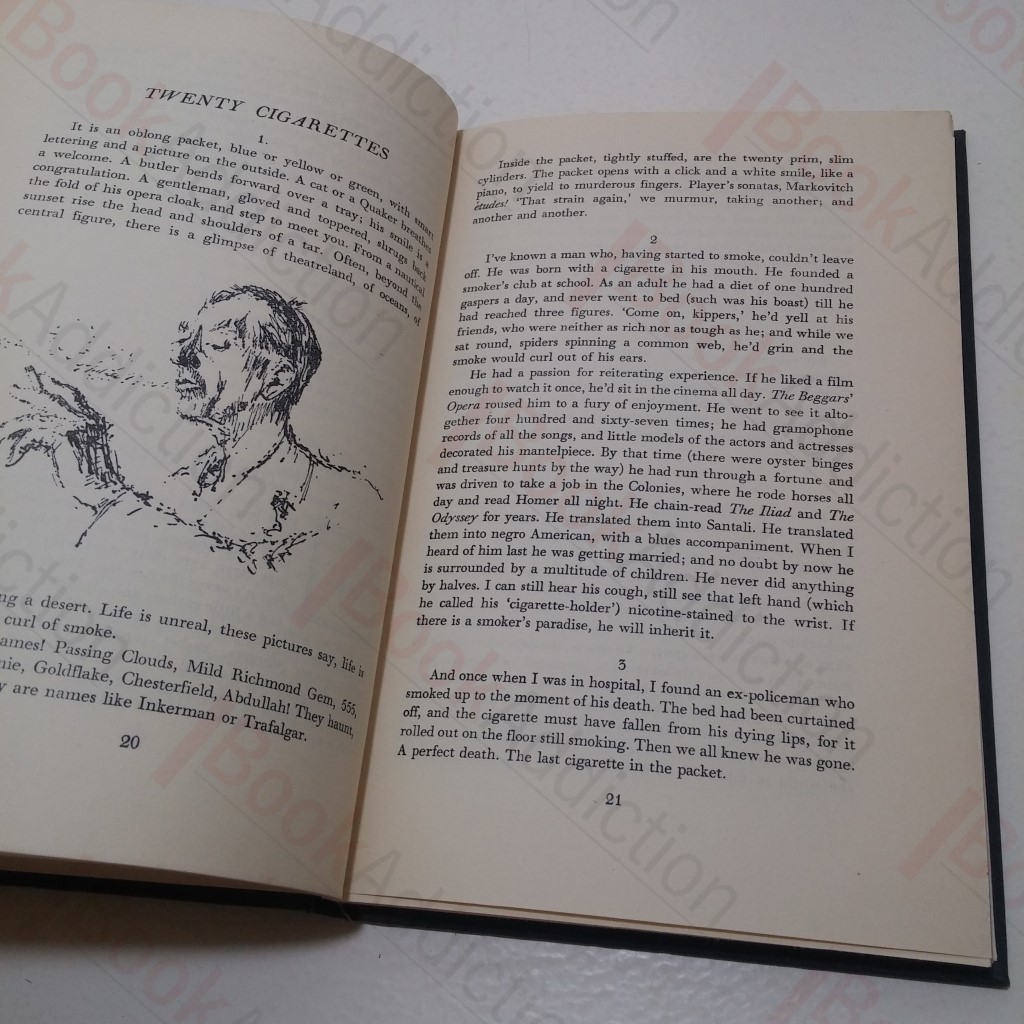 TWENTY CIGARETTES
1.
It is an oblong packet, blue or yellow or green, with smart
lettering and a picture on the outside. A cat or a Quaker breathes
a welcome. A butler bends forward over a tray; his smile is a
congratulation. A gentleman, gloved and toppered, shrugs back
the fold of his opera cloak, and step to meet you. From a nautical
sunset rise the head and shoulders of a tar. Often, beyond the
central figure, there is a glimpse of theatreland, of oceans, of
a desert. Life is unreal, these pictures say, life is
curl of smoke.
Passing Clouds, Mild Richmond Gem, 555,
Goldflake, Chesterfield, Abdullah! They haunt,
are names like Inkerman or Trafalgar.
20
Inside the packet, tightly stuffed, are the twenty prim, slim
cylinders. The packet opens with a click and a white smile, like a
piano, to yield to murderous fingers. Player's sonatas, Markovitch
études! 'That strain again,' we murmur, taking another; and
another and another.
2
I've known a man who, having started to smoke, couldn't leave
off. He was born with a cigarette in his mouth. He founded a
smoker's club at school. As an adult he had a diet of one hundred
gaspers a day, and never went to bed (such was his boast) till he
had reached three figures. 'Come on, kippers,' he'd yell at his
friends, who were neither as rich nor as tough as he; and while we
sat round, spiders spinning a common web, he'd grin and the
smoke would curl out of his ears.
He had a passion for reiterating experience. If he liked a film
enough to watch it once, he'd sit in the cinema all day. The Beggars'
Opera roused him to a fury of enjoyment. He went to see it alto-
gether four hundred and sixty-seven times; he had gramophone
records of all the songs, and little models of the actors and actresses
decorated his mantelpiece. By that time (there were oyster binges
and treasure hunts by the way) he had run through a fortune and
was driven to take a job in the Colonies, where he rode horses all
day and read Homer all night. He chain-read The Iliad and The
Odyssey for years. He translated them into Santali. He translated
them into negro American, with a blues accompaniment. When I
heard of him last he was getting married; and no doubt by now he
is surrounded by a multitude of children. He never did anything
by halves. I can still hear his cough, still see that left hand (which
he called his 'cigarette-holder') nicotine-stained to the wrist. If
there is a smoker's paradise, he will inherit it.
3
And once when I was in hospital, I found an ex-policeman who
smoked up to the moment of his death. The bed had been curtained
off, and the cigarette must have fallen from his dying lips, for it
rolled out on the floor still smoking. Then we all knew he was gone.
A perfect death. The last cigarette in the packet.
21
BookAddiction